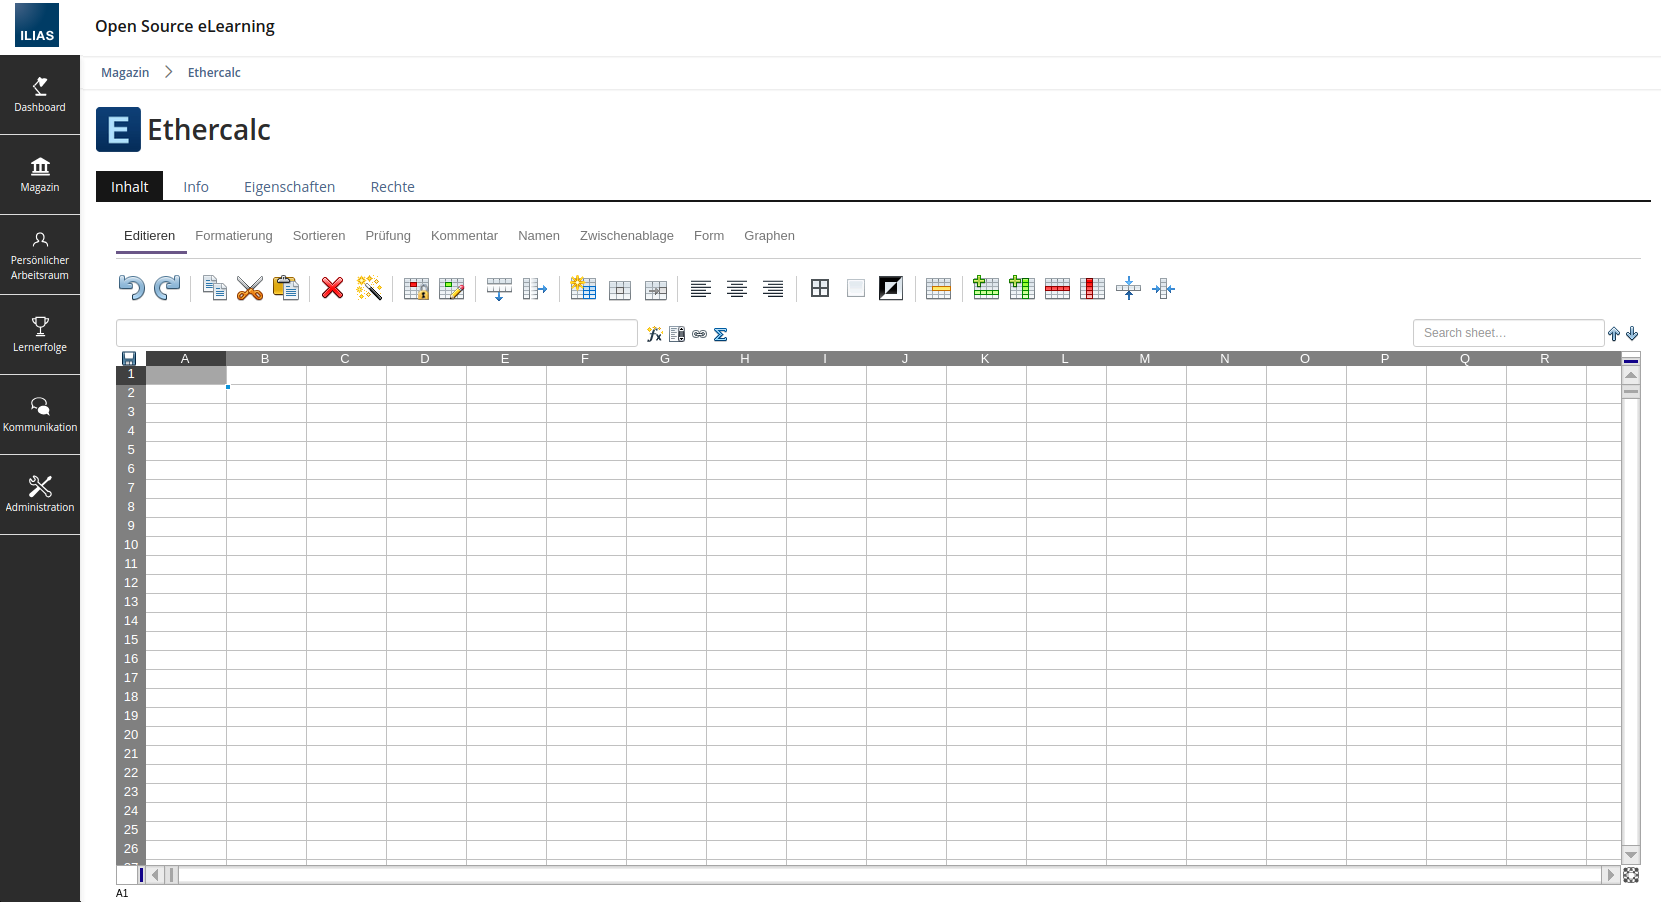 ILIAS
Open Source eLearning
Magazin Ethercalc
Dashboard
Magazin
Persönlicher
Arbeitsraum
Lernerfolge
Kommunikation
Administration
E Ethercalc
Inhalt Info Eigenschaften Rechte
Editieren Formatierung Sortieren Prüfung Kommentar Namen Zwischenablage Form Graphen
fx Σ Search sheet...
A B C D E F G H I J K L M N O P Q R
1
2
3
4
5
6
7
8
9
10
11
12
13
14
15
16
17
18
19
20
21
22
23
24
25
26
27
A1